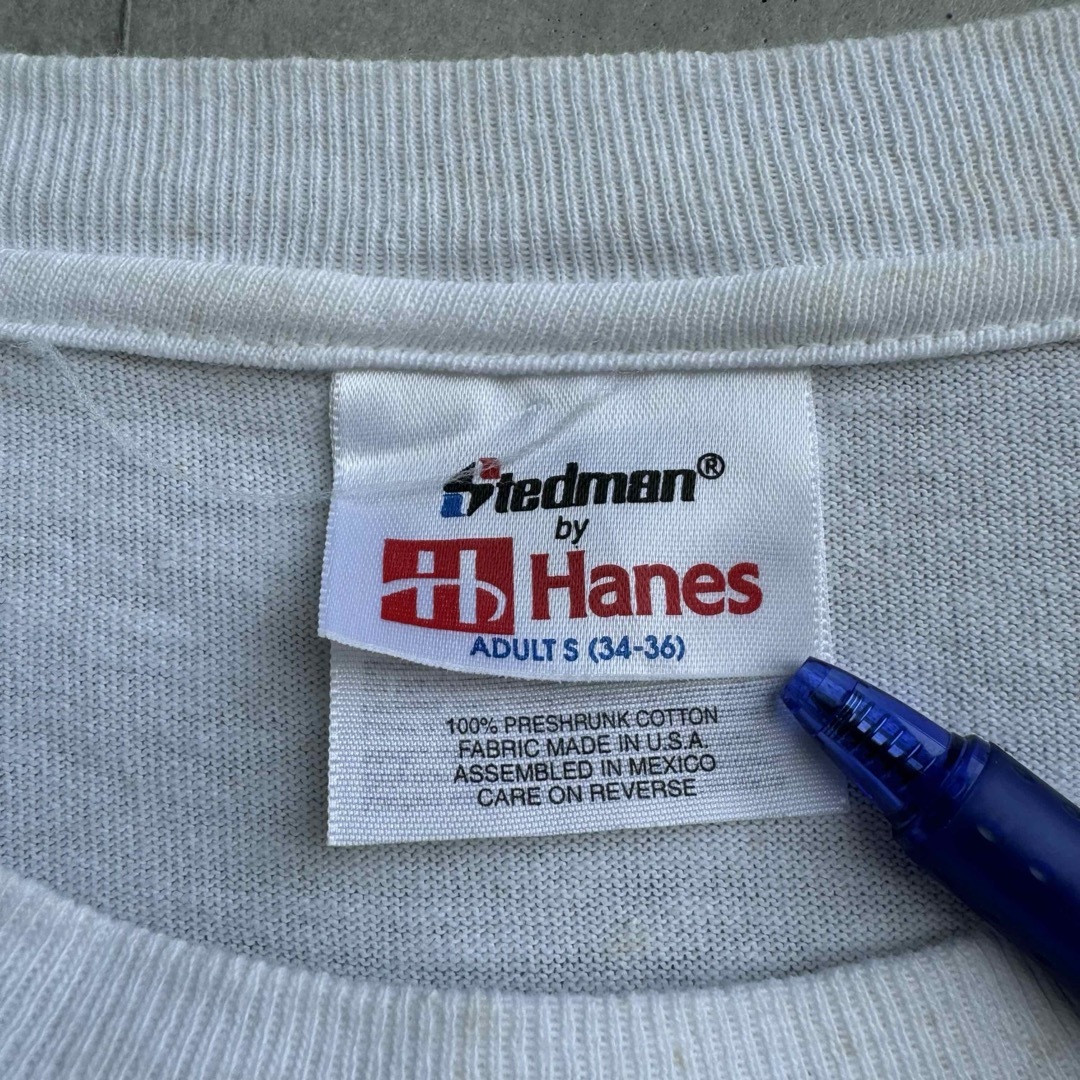 Stedman®
by
H Hanes
ADULT S (34-36)
100% PRESHRUNK COTTON
FABRIC MADE IN U.S.A.
ASSEMBLED IN MEXICO
CARE ON REVERSE